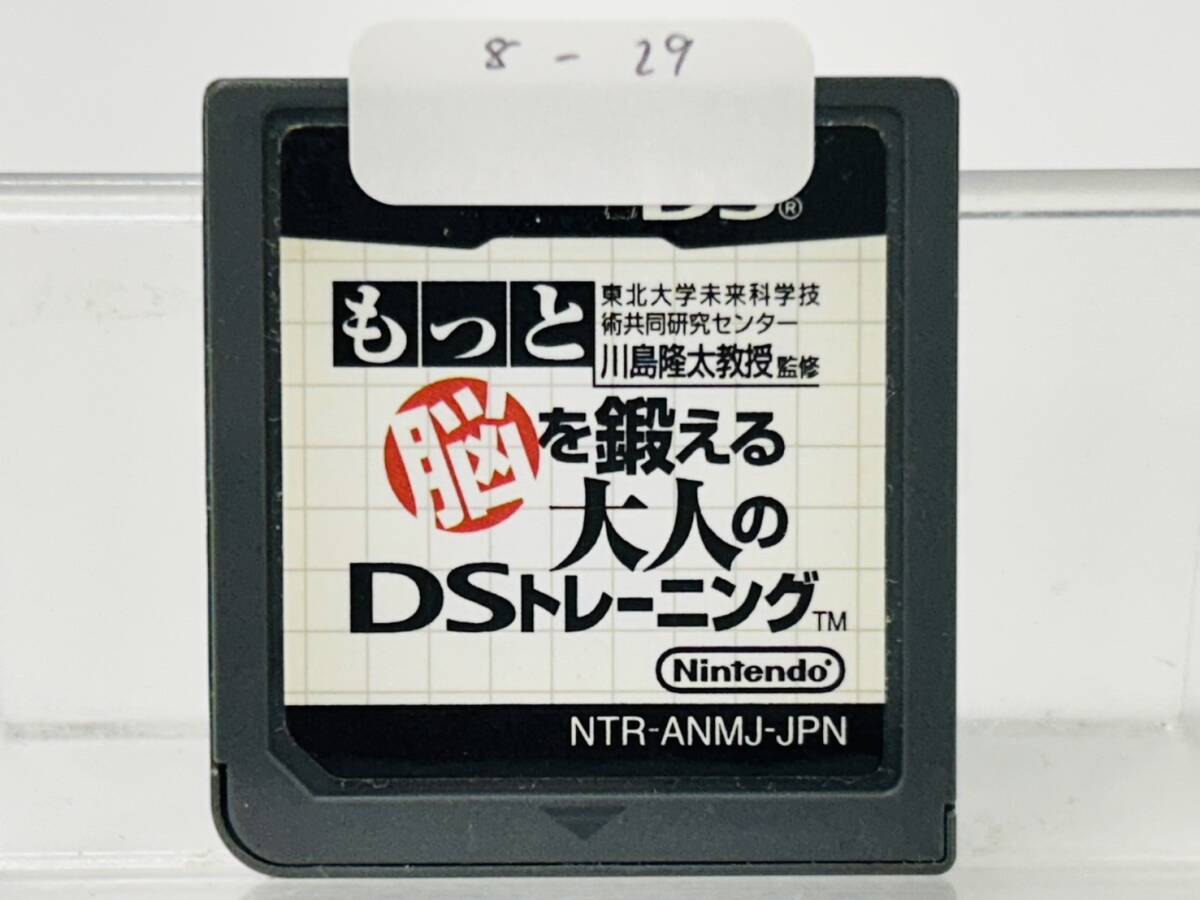 8 - 29
DS®
もっと
東北大学未来科学技
術共同研究センター
川島隆太教授監修
脳を鍛える
大人の
DSトレーニング™
Nintendo®
NTR-ANMJ-JPN